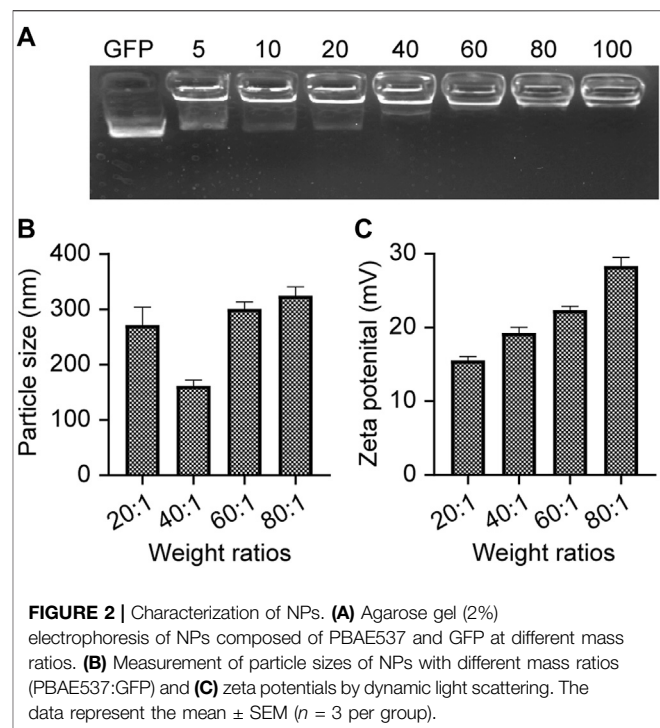 A
GFP 5 10 20 40 60 80 100
B
400
300
200
100
0
Particle size (nm)
20:1 40:1 60:1 80:1
Weight ratios
C
30
20
10
0
Zeta potenital (mV)
20:1 40:1 60:1 80:1
Weight ratios
FIGURE 2 | Characterization of NPs. (A) Agarose gel (2%)
electrophoresis of NPs composed of PBAE537 and GFP at different mass
ratios. (B) Measurement of particle sizes of NPs with different mass ratios
(PBAE537:GFP) and (C) zeta potentials by dynamic light scattering. The
data represent the mean ± SEM (n = 3 per group).